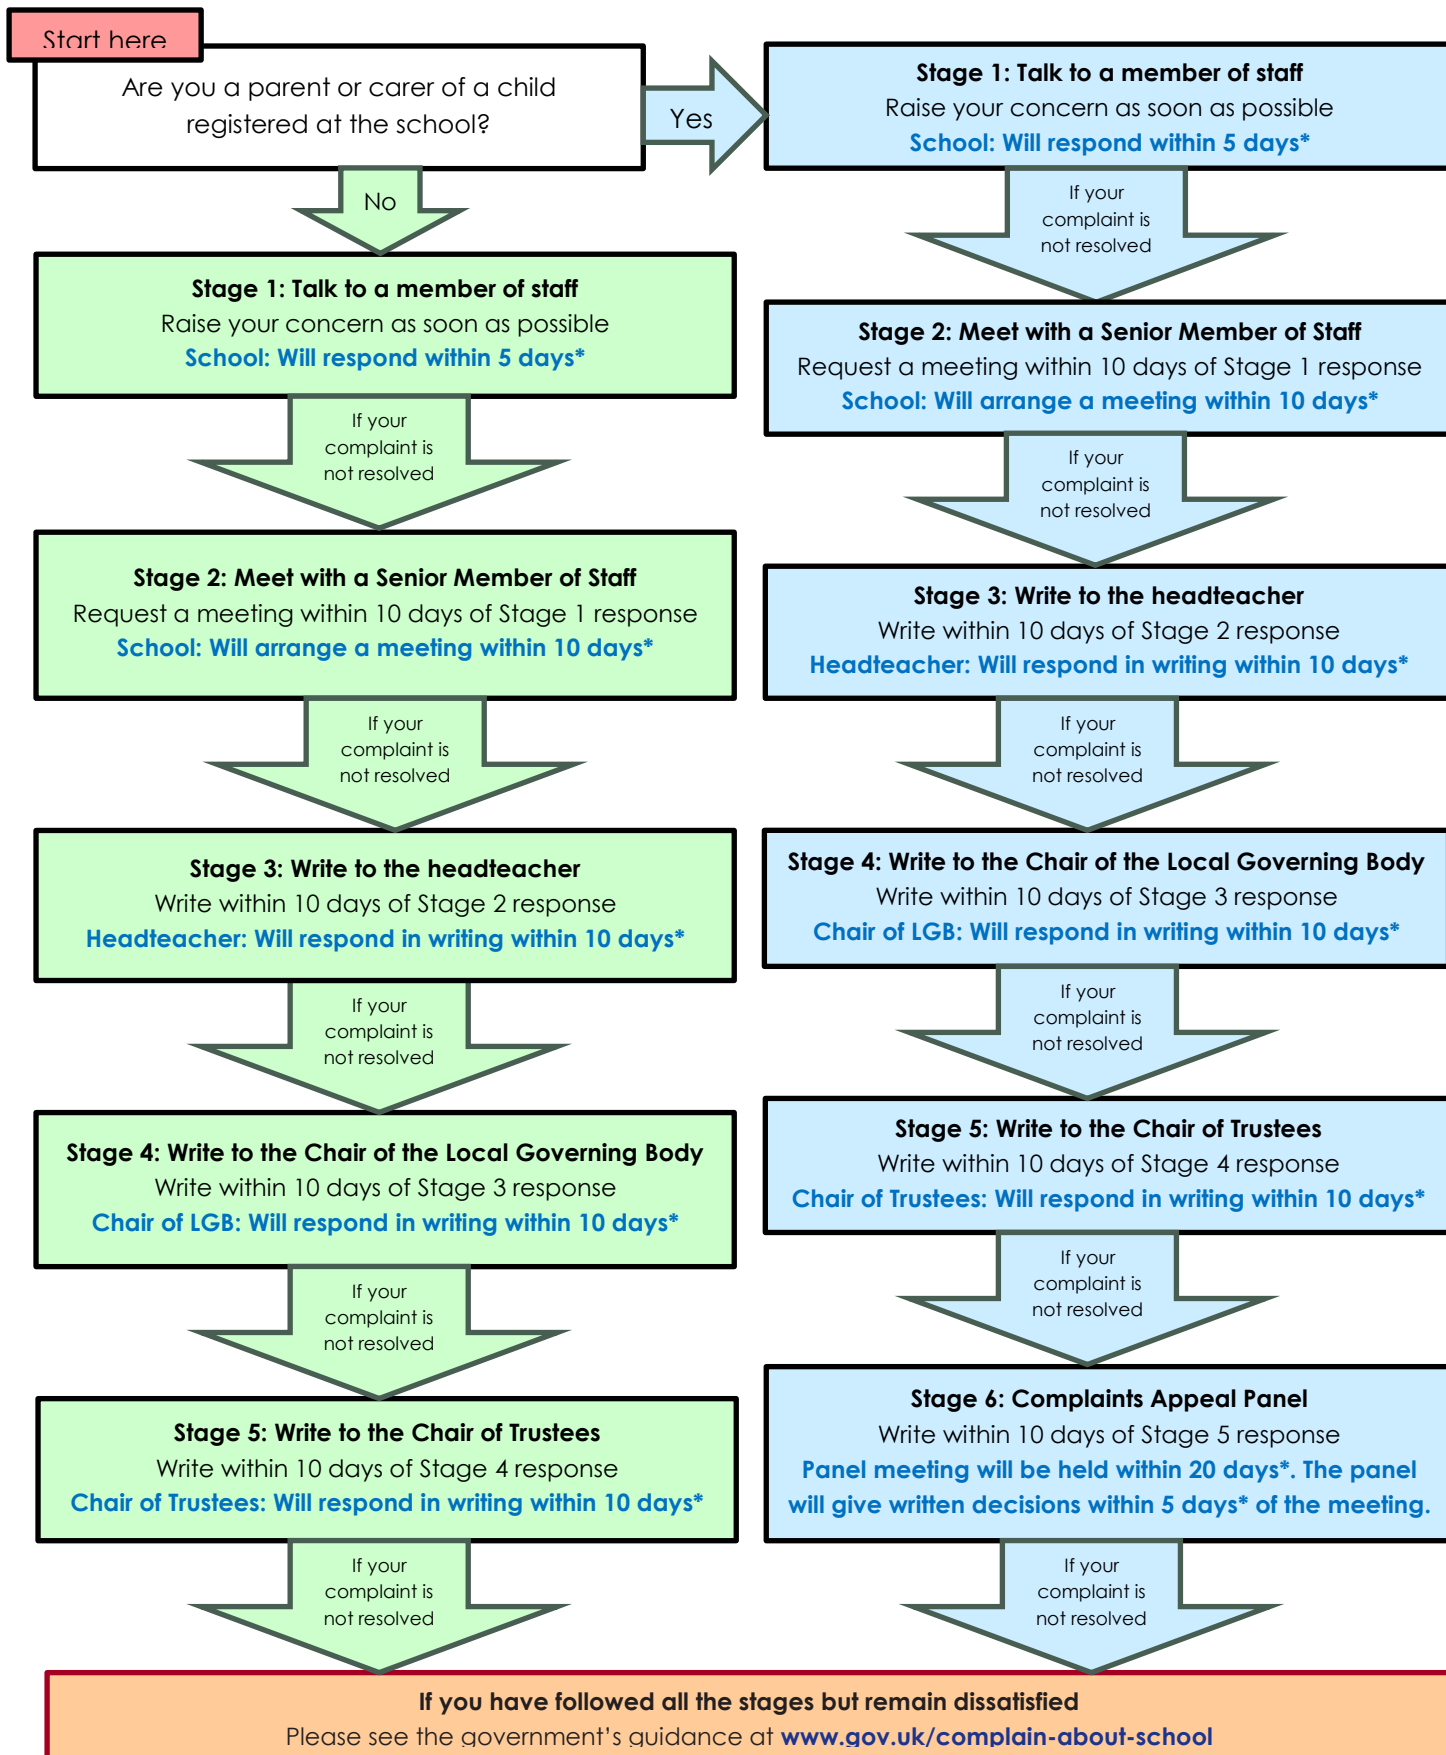 Start here
Are you a parent or carer of a child
registered at the school?
Yes
No
Stage 1: Talk to a member of staff
Raise your concern as soon as possible
School: Will respond within 5 days*
If your
complaint is
not resolved
Stage 2: Meet with a Senior Member of Staff
Request a meeting within 10 days of Stage 1 response
School: Will arrange a meeting within 10 days*
If your
complaint is
not resolved
Stage 3: Write to the headteacher
Write within 10 days of Stage 2 response
Headteacher: Will respond in writing within 10 days*
If your
complaint is
not resolved
Stage 4: Write to the Chair of the Local Governing Body
Write within 10 days of Stage 3 response
Chair of LGB: Will respond in writing within 10 days*
If your
complaint is
not resolved
Stage 5: Write to the Chair of Trustees
Write within 10 days of Stage 4 response
Chair of Trustees: Will respond in writing within 10 days*
If your
complaint is
not resolved
Stage 1: Talk to a member of staff
Raise your concern as soon as possible
School: Will respond within 5 days*
If your
complaint is
not resolved
Stage 2: Meet with a Senior Member of Staff
Request a meeting within 10 days of Stage 1 response
School: Will arrange a meeting within 10 days*
If your
complaint is
not resolved
Stage 3: Write to the headteacher
Write within 10 days of Stage 2 response
Headteacher: Will respond in writing within 10 days*
If your
complaint is
not resolved
Stage 4: Write to the Chair of the Local Governing Body
Write within 10 days of Stage 3 response
Chair of LGB: Will respond in writing within 10 days*
If your
complaint is
not resolved
Stage 5: Write to the Chair of Trustees
Write within 10 days of Stage 4 response
Chair of Trustees: Will respond in writing within 10 days*
If your
complaint is
not resolved
Stage 6: Complaints Appeal Panel
Write within 10 days of Stage 5 response
Panel meeting will be held within 20 days*. The panel
will give written decisions within 5 days* of the meeting.
If your
complaint is
not resolved
If you have followed all the stages but remain dissatisfied
Please see the government's guidance at www.gov.uk/complain-about-school